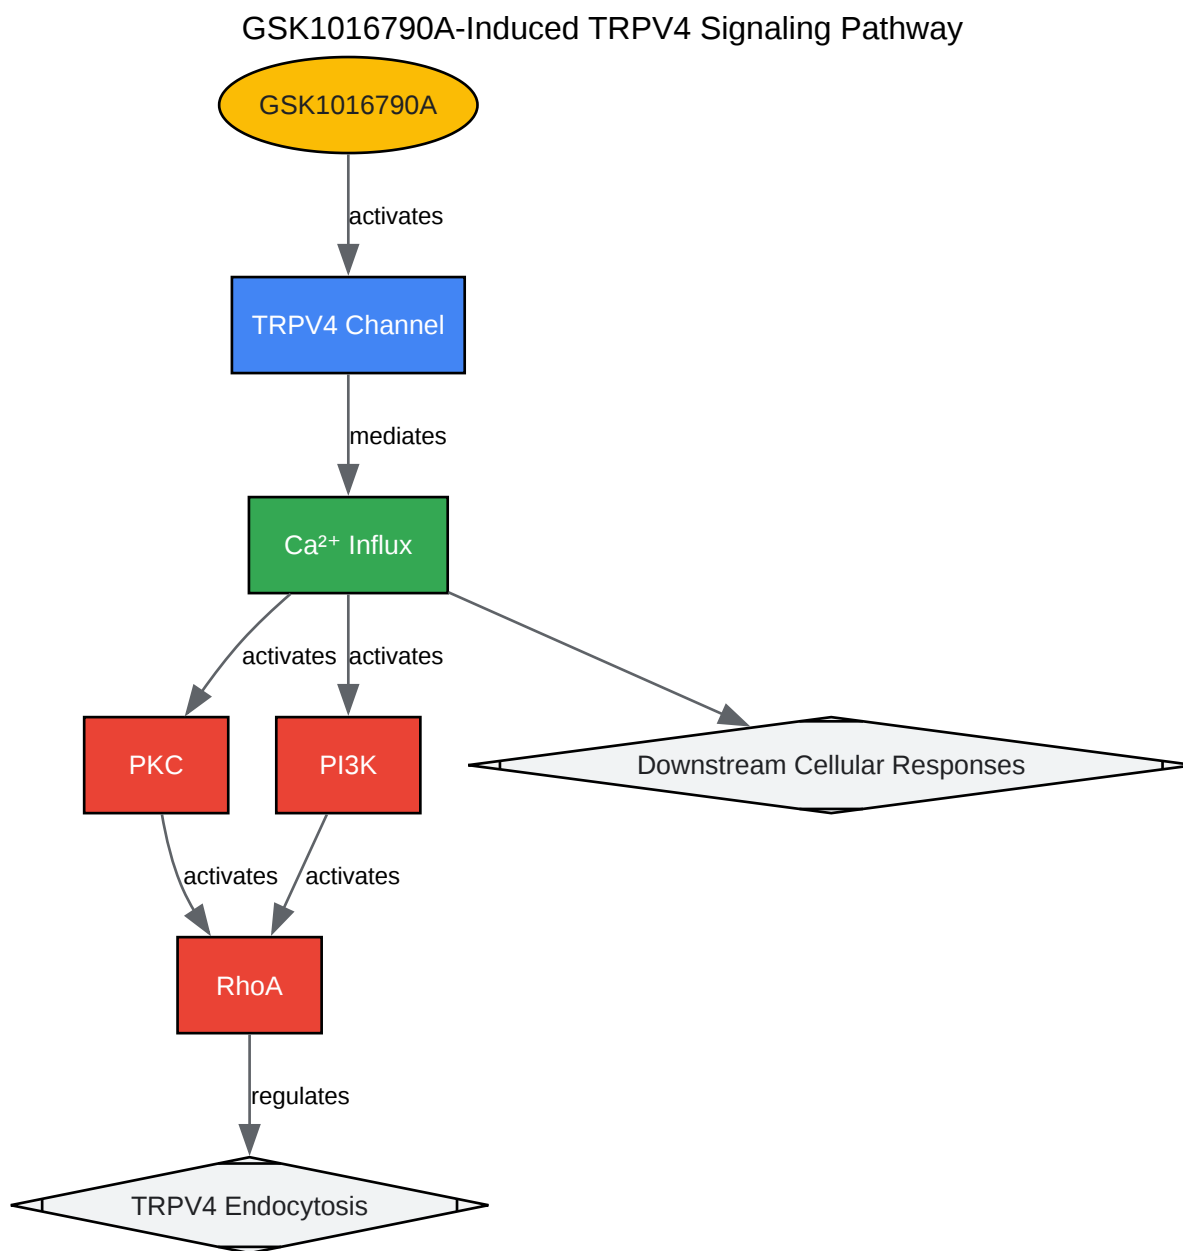 GSK1016790A-Induced TRPV4 Signaling Pathway
GSK1016790A
activates
TRPV4 Channel
mediates
Ca²⁺ Influx
activates
activates
PKC
PI3K
Downstream Cellular Responses
activates
activates
RhoA
regulates
TRPV4 Endocytosis